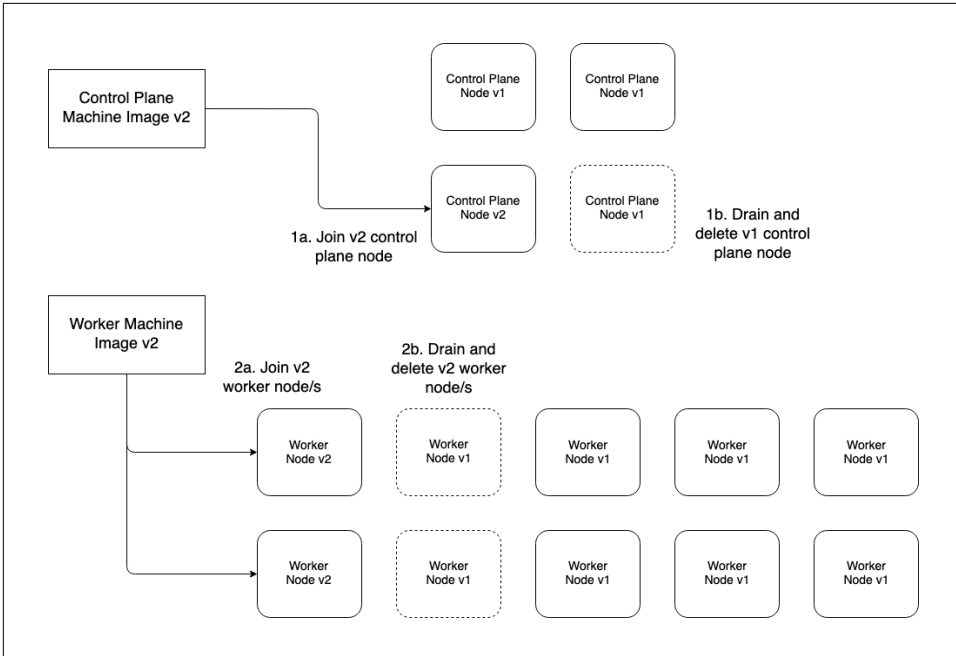 Control Plane
Machine Image v2
Control Plane
Node v1
Control Plane
Node v1
Control Plane
Node v2
Control Plane
Node v1
1a. Join v2 control
plane node
1b. Drain and
delete v1 control
plane node
Worker Machine
Image v2
2a. Join v2
worker node/s
2b. Drain and
delete v2 worker
node/s
Worker
Node v2
Worker
Node v1
Worker
Node v1
Worker
Node v1
Worker
Node v1
Worker
Node v2
Worker
Node v1
Worker
Node v1
Worker
Node v1
Worker
Node v1